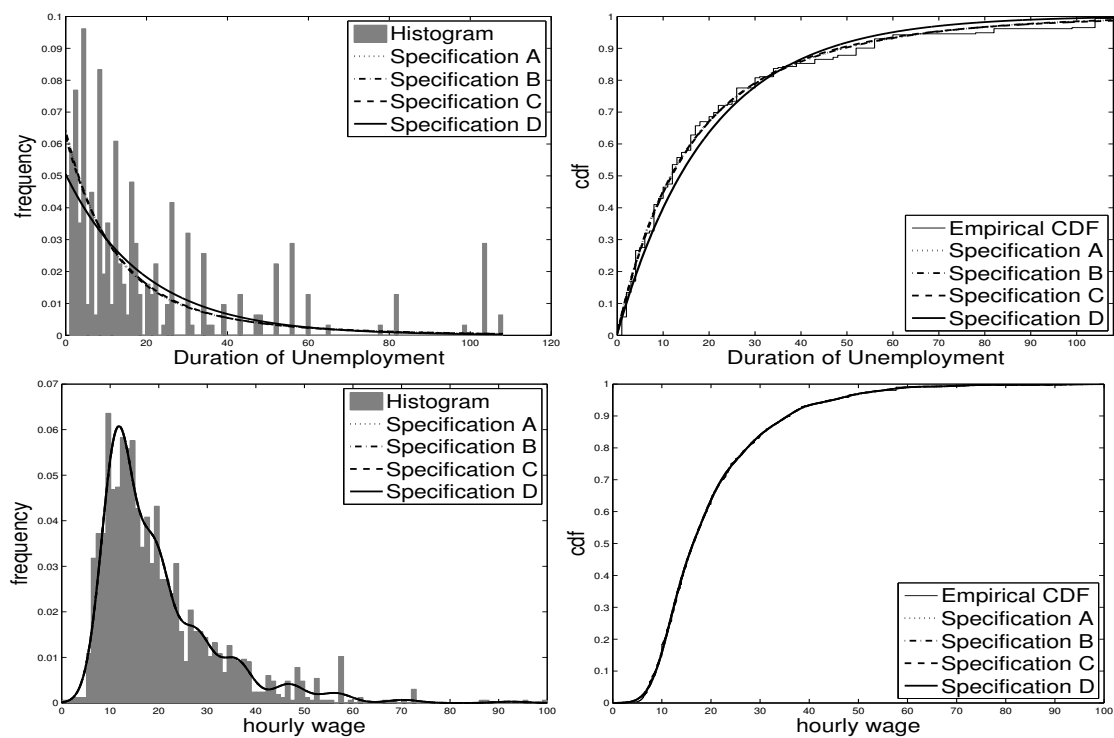 0.1
0.09
0.08
0.07
0.06
0.05
0.04
0.03
0.02
0.01
0
frequency
Histogram
Specification A
Specification B
Specification C
Specification D
0 20 40 60 80 100 120
Duration of Unemployment
1
0.9
0.8
0.7
0.6
0.5
0.4
0.3
0.2
0.1
0
cdf
Empirical CDF
Specification A
Specification B
Specification C
Specification D
0 10 20 30 40 50 60 70 80 90 100
Duration of Unemployment
0.07
0.06
0.05
0.04
0.03
0.02
0.01
0
frequency
Histogram
Specification A
Specification B
Specification C
Specification D
0 10 20 30 40 50 60 70 80 90 100
hourly wage
1
0.9
0.8
0.7
0.6
0.5
0.4
0.3
0.2
0.1
0
cdf
Empirical CDF
Specification A
Specification B
Specification C
Specification D
0 10 20 30 40 50 60 70 80 90 100
hourly wage